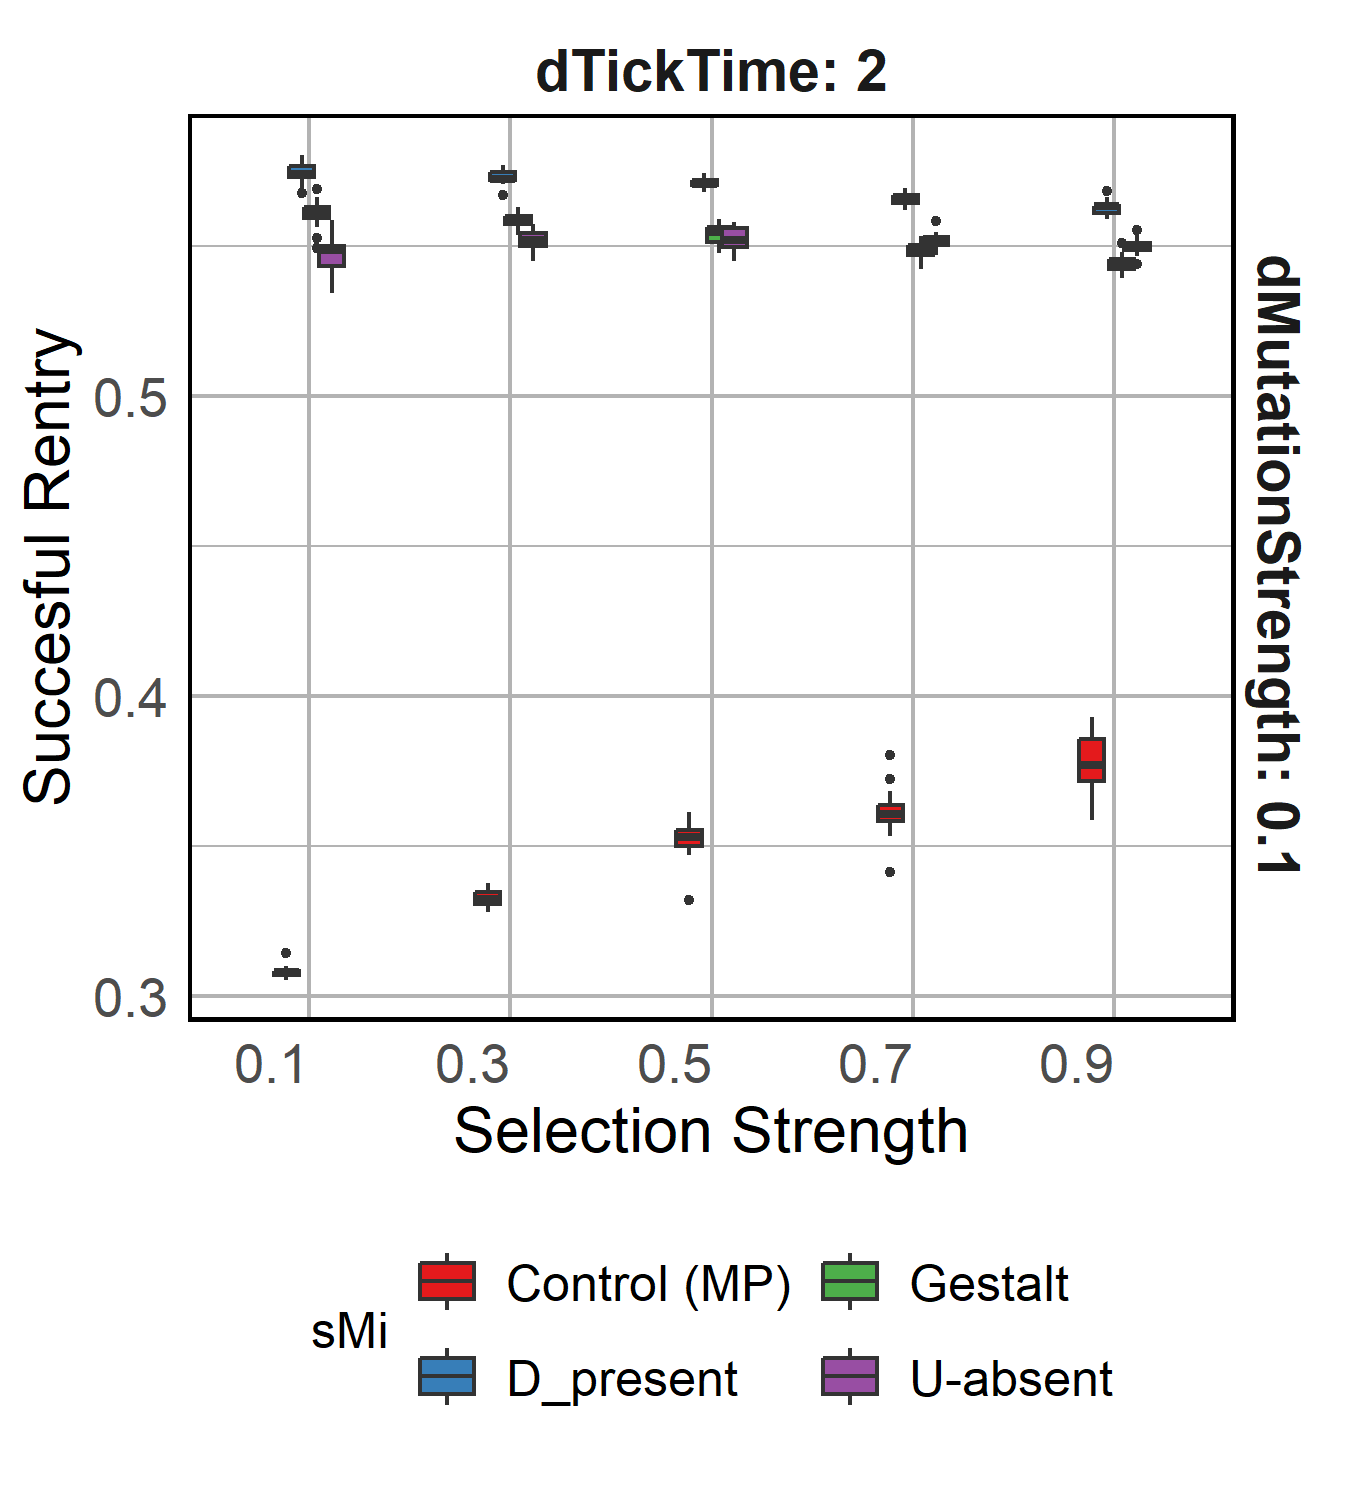 dTickTime: 2
dMutationStrength: 0.1
Succesful Rentry
0.5
0.4
0.3
0.1 0.3 0.5 0.7 0.9
Selection Strength
sMi
Control (MP) Gestalt
D_present U-absent